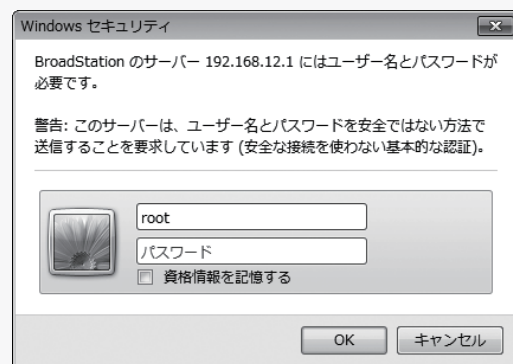 Windows セキュリティ
BroadStation のサーバー 192.168.12.1 にはユーザー名とパスワードが
必要です。
警告: このサーバーは、ユーザー名とパスワードを安全ではない方法で
送信することを要求しています (安全な接続を使わない基本的な認証)。
root
パスワード
資格情報を記憶する
OK キャンセル